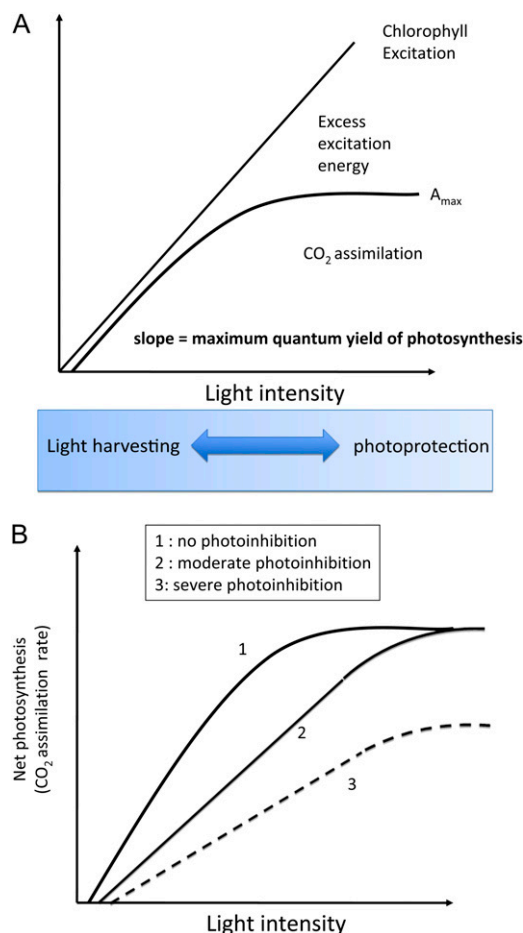 A
Chlorophyll
Excitation
Excess
excitation
energy
A_max
CO₂ assimilation
slope = maximum quantum yield of photosynthesis
Light intensity
Light harvesting
photoprotection
B
1 : no photoinhibition
2 : moderate photoinhibition
3: severe photoinhibition
Net photosynthesis
(CO₂ assimilation rate)
1
2
3
Light intensity